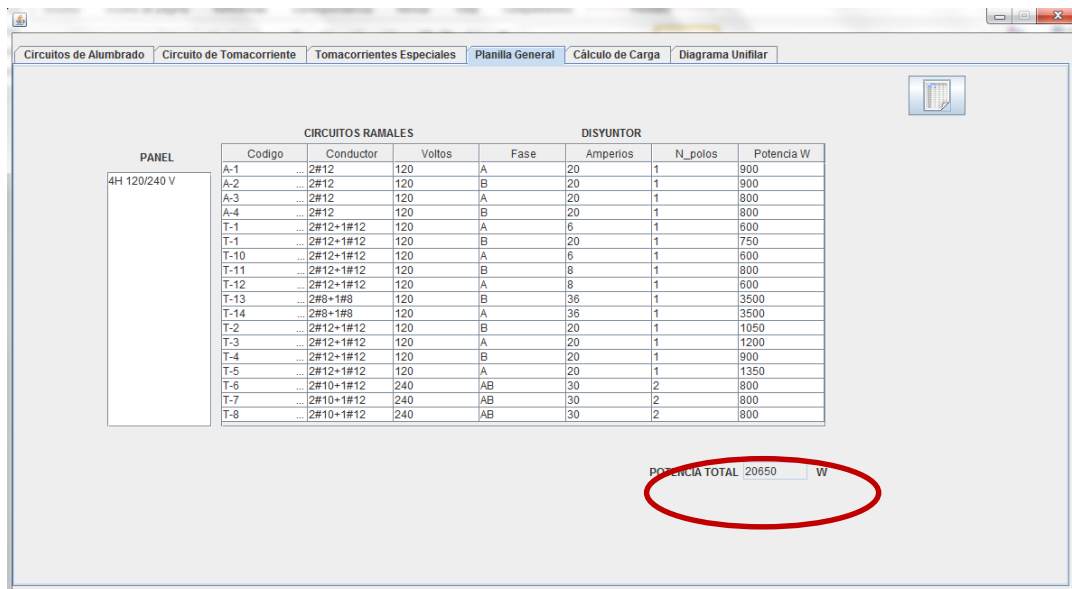 Circuitos de Alumbrado Circuito de Tomacorriente Tomacorrientes Especiales Planilla General Cálculo de Carga Diagrama Unifilar
CIRCUITOS RAMALES DISYUNTOR
PANEL
4H 120/240 V
Codigo Conductor Voltos Fase Amperios N_polos Potencia W
A-1 ... 2#12 120 A 20 1 900
A-2 ... 2#12 120 B 20 1 900
A-3 ... 2#12 120 A 20 1 800
A-4 ... 2#12 120 B 20 1 800
T-1 ... 2#12+1#12 120 A 6 1 600
T-1 ... 2#12+1#12 120 B 20 1 750
T-10 ... 2#12+1#12 120 A 6 1 600
T-11 ... 2#12+1#12 120 B 8 1 800
T-12 ... 2#12+1#12 120 A 8 1 600
T-13 ... 2#8+1#8 120 B 36 1 3500
T-14 ... 2#8+1#8 120 A 36 1 3500
T-2 ... 2#12+1#12 120 B 20 1 1050
T-3 ... 2#12+1#12 120 A 20 1 1200
T-4 ... 2#12+1#12 120 B 20 1 900
T-5 ... 2#12+1#12 120 A 20 1 1350
T-6 ... 2#10+1#12 240 AB 30 2 800
T-7 ... 2#10+1#12 240 AB 30 2 800
T-8 ... 2#10+1#12 240 AB 30 2 800
POTENCIA TOTAL 20650 W